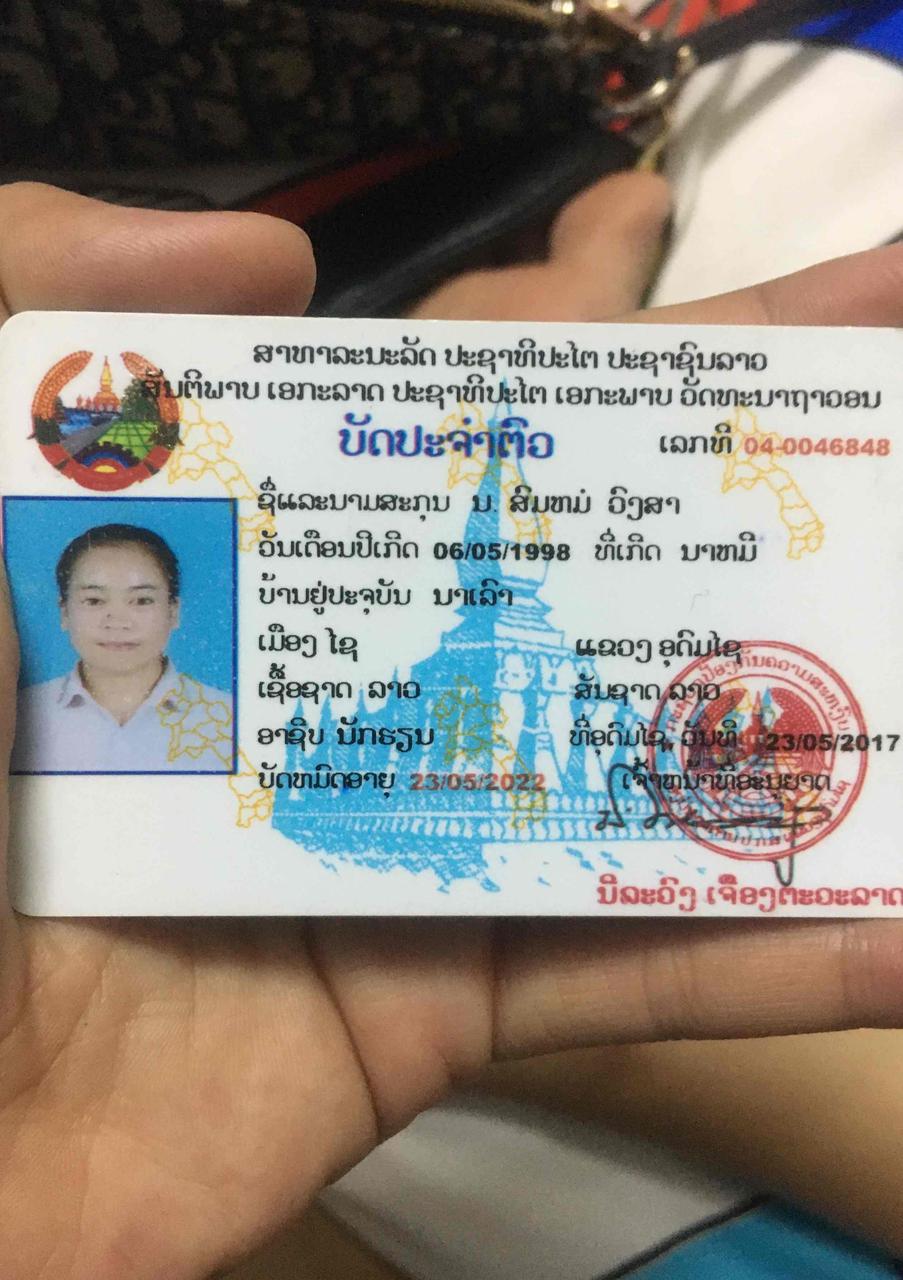 ສາທາລະນະລັດ ປະຊາທິປະໄຕ ປະຊາຊົນລາວ
ສັນຕິພາບ ເອກະລາດ ປະຊາທິປະໄຕ ເອກະພາບ ວັດທະນາຖາວອນ
ບັດປະຈຳຕົວ ເລກທີ 04-0046848
ຊື່ແລະນາມສະກຸນ ນ. ສົມຫມໍ່ ວົງສາ
ວັນເດືອນປີເກີດ 06/05/1998 ທີ່ເກີດ ນາຫມີ
ບ້ານຢູ່ປະຈຸບັນ ນາເລົາ
ເມືອງ ໄຊ ແຂວງ ອຸດົມໄຊ
ເຊື້ອຊາດ ລາວ ສັນຊາດ ລາວ
ອາຊີບ ນັກຮຽນ ທີ່ອຸດົມໄຊ, ວັນທີ 23/05/2017
ບັດຫມົດອາຍຸ 23/05/2022 ເຈົ້າຫນ້າທີ່ອະນຸຍາດ
ນິລະວົງ ເຈືອງຕະວະລາດ